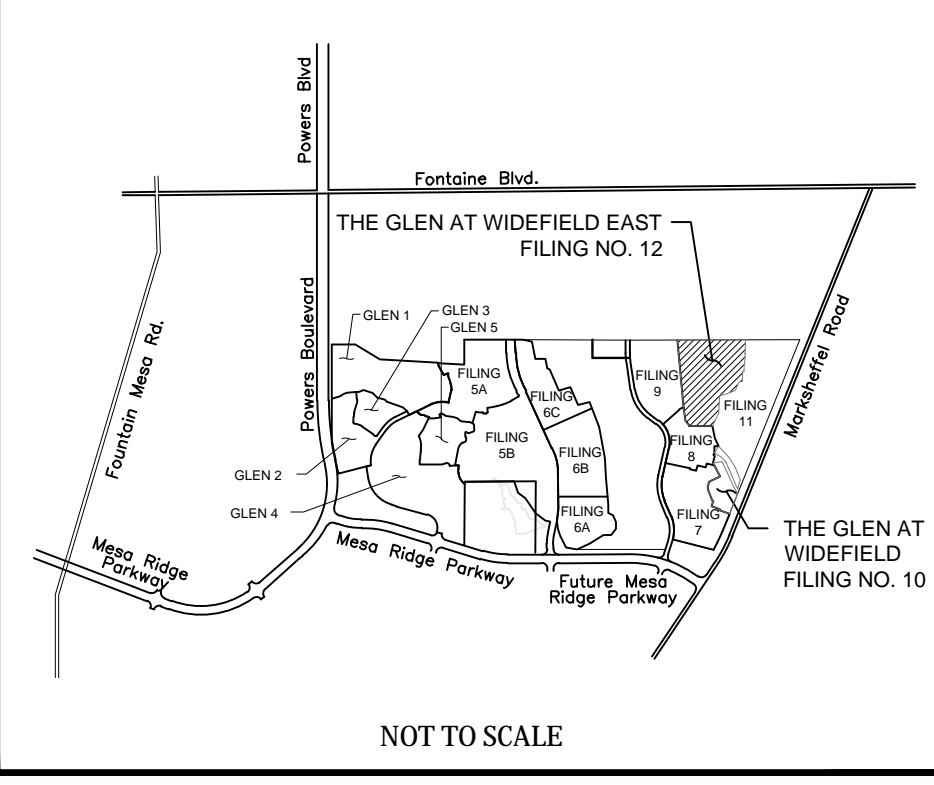 Powers Blvd
Fontaine Blvd.
THE GLEN AT WIDEFIELD EAST
FILING NO. 12
Powers Boulevard
Fountain Mesa Rd.
Marksheffel Road
GLEN 1
GLEN 3
GLEN 5
FILING
5A
FILING
6C
FILING
9
FILING
11
GLEN 2
FILING
5B
FILING
6B
FILING
8
GLEN 4
FILING
6A
FILING
7
THE GLEN AT
WIDEFIELD
FILING NO. 10
Mesa Ridge
Parkway
Mesa Ridge Parkway
Future Mesa
Ridge Parkway
NOT TO SCALE